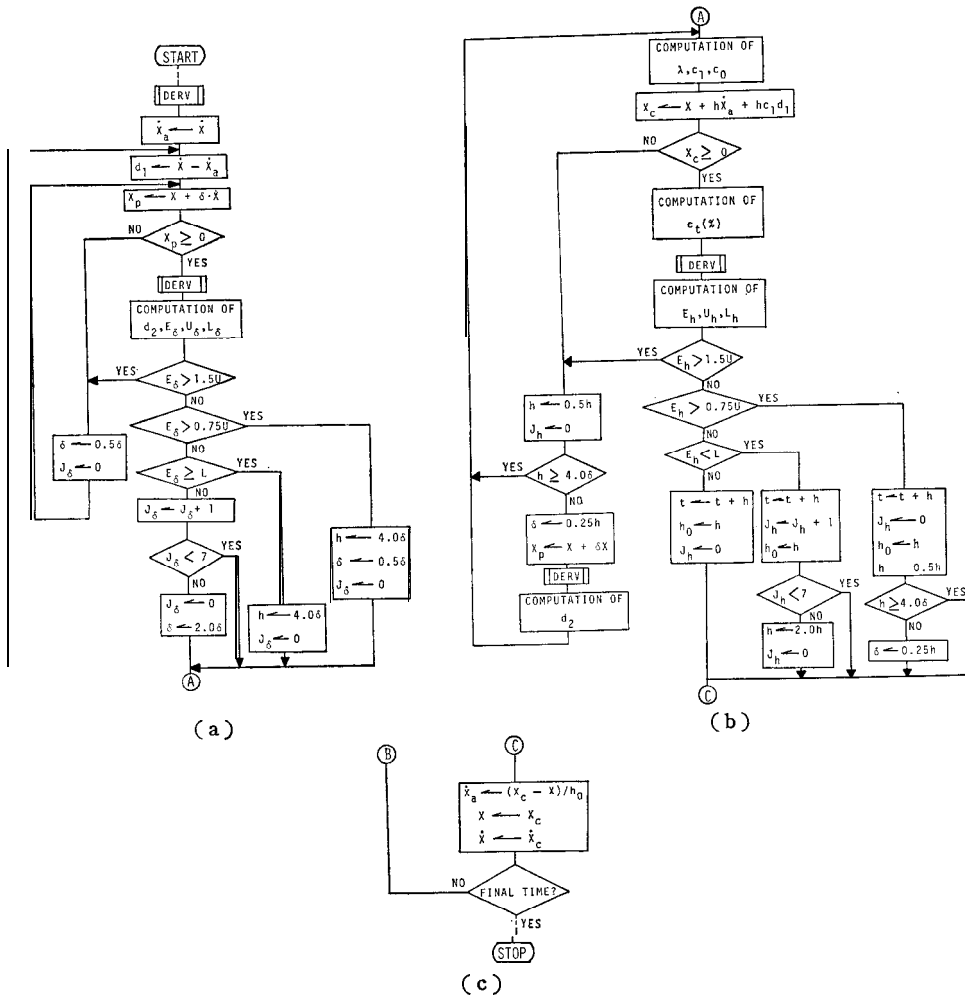 START
DERV
Ẋa ← Ẋ
d1 ← Ẋ − Ẋa
Xp ← X + δ·Ẋ
NO
Xp ≥ 0
YES
DERV
COMPUTATION OF
d2,Eδ,Uδ,Lδ
YES
Eδ > 1.5U
NO
Eδ > 0.75U
YES
NO
δ ← 0.5δ
Jδ ← 0
Eδ ≥ L
YES
NO
Jδ ← Jδ + 1
Jδ < 7
YES
NO
Jδ ← 0
δ ← 2.0δ
h ← 4.0δ
Jδ ← 0
h ← 4.0δ
δ ← 0.5δ
Jδ ← 0
A
(a)
A
COMPUTATION OF
λ,c1,c0
Xc ← X + hẊa + hc1d1
NO
Xc ≥ 0
YES
COMPUTATION OF
et(%)
DERV
COMPUTATION OF
Eh,Uh,Lh
YES
Eh > 1.5U
NO
h ← 0.5h
Jh ← 0
Eh > 0.75U
YES
NO
Eh < L
YES
NO
YES
h ≥ 4.0δ
NO
δ ← 0.25h
Xp ← X + δX
DERV
COMPUTATION OF
d2
t ← t + h
h0 ← h
Jh ← 0
t ← t + h
Jh ← Jh + 1
h0 ← h
Jh < 7
YES
NO
h ← 2.0h
Jh ← 0
t ← t + h
Jh ← 0
h0 ← h
h 0.5h
h ≥ 4.0δ
YES
NO
δ ← 0.25h
C
(b)
B
C
Ẋa ← (Xc − X)/h0
X ← Xc
Ẋ ← Ẋc
NO
FINAL TIME?
YES
STOP
(c)